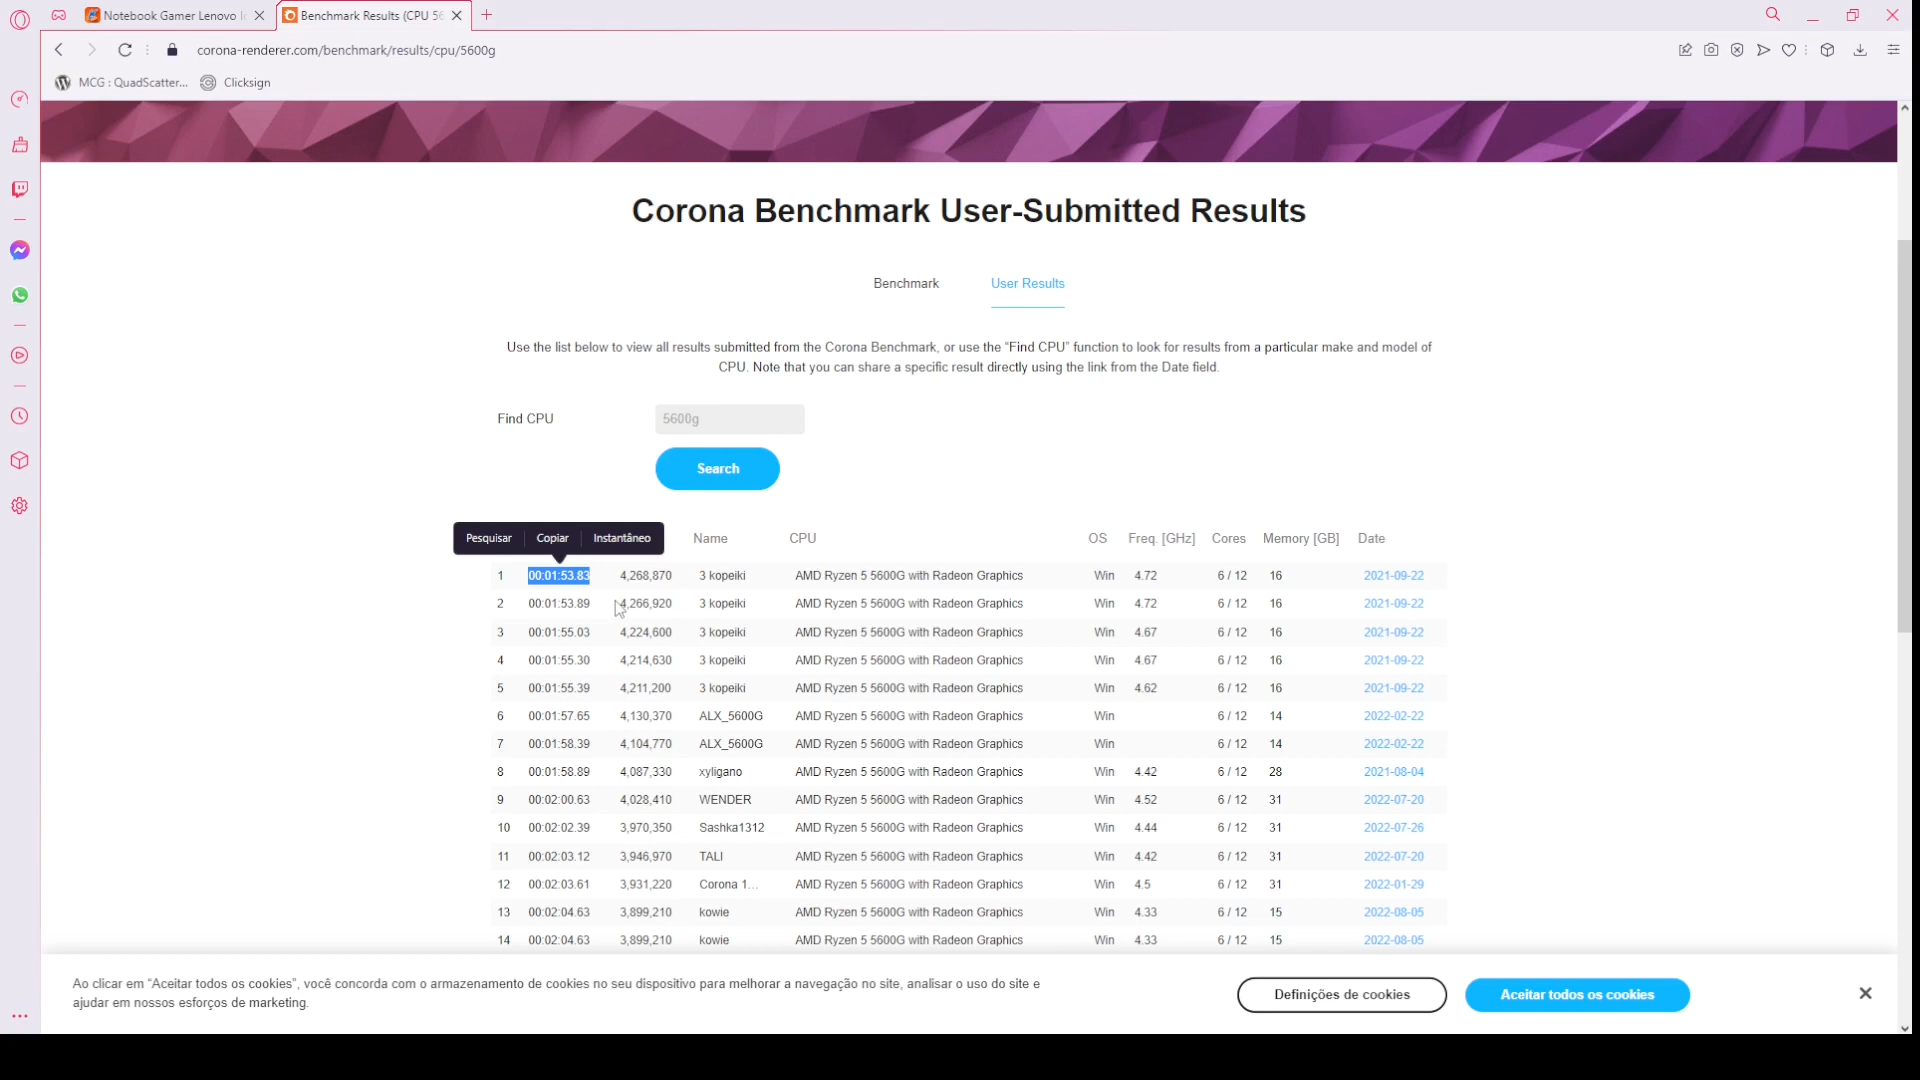 Notebook Gamer Lenovo Id
Benchmark Results (CPU 56
corona-renderer.com/benchmark/results/cpu/5600g
MCG : QuadScatter...
Clicksign
Corona Benchmark User-Submitted Results
Benchmark
User Results
Use the list below to view all results submitted from the Corona Benchmark, or use the “Find CPU” function to look for results from a particular make and model of
CPU. Note that you can share a specific result directly using the link from the Date field.
Find CPU
5600g
Search
Pesquisar Copiar Instantâneo
Name CPU OS Freq. [GHz] Cores Memory [GB] Date
1 00:01:53.83 4,268,870 3 kopeiki AMD Ryzen 5 5600G with Radeon Graphics Win 4.72 6 / 12 16 2021-09-22
2 00:01:53.89 4,266,920 3 kopeiki AMD Ryzen 5 5600G with Radeon Graphics Win 4.72 6 / 12 16 2021-09-22
3 00:01:55.03 4,224,600 3 kopeiki AMD Ryzen 5 5600G with Radeon Graphics Win 4.67 6 / 12 16 2021-09-22
4 00:01:55.30 4,214,630 3 kopeiki AMD Ryzen 5 5600G with Radeon Graphics Win 4.67 6 / 12 16 2021-09-22
5 00:01:55.39 4,211,200 3 kopeiki AMD Ryzen 5 5600G with Radeon Graphics Win 4.62 6 / 12 16 2021-09-22
6 00:01:57.65 4,130,370 ALX_5600G AMD Ryzen 5 5600G with Radeon Graphics Win 6 / 12 14 2022-02-22
7 00:01:58.39 4,104,770 ALX_5600G AMD Ryzen 5 5600G with Radeon Graphics Win 6 / 12 14 2022-02-22
8 00:01:58.89 4,087,330 xyligano AMD Ryzen 5 5600G with Radeon Graphics Win 4.42 6 / 12 28 2021-08-04
9 00:02:00.63 4,028,410 WENDER AMD Ryzen 5 5600G with Radeon Graphics Win 4.52 6 / 12 31 2022-07-20
10 00:02:02.39 3,970,350 Sashka1312 AMD Ryzen 5 5600G with Radeon Graphics Win 4.44 6 / 12 31 2022-07-26
11 00:02:03.12 3,946,970 TALI AMD Ryzen 5 5600G with Radeon Graphics Win 4.42 6 / 12 31 2022-07-20
12 00:02:03.61 3,931,220 Corona 1... AMD Ryzen 5 5600G with Radeon Graphics Win 4.5 6 / 12 31 2022-01-29
13 00:02:04.63 3,899,210 kowie AMD Ryzen 5 5600G with Radeon Graphics Win 4.33 6 / 12 15 2022-08-05
14 00:02:04.63 3,899,210 kowie AMD Ryzen 5 5600G with Radeon Graphics Win 4.33 6 / 12 15 2022-08-05
Ao clicar em “Aceitar todos os cookies”, você concorda com o armazenamento de cookies no seu dispositivo para melhorar a navegação no site, analisar o uso do site e
ajudar em nossos esforços de marketing.
Definições de cookies
Aceitar todos os cookies